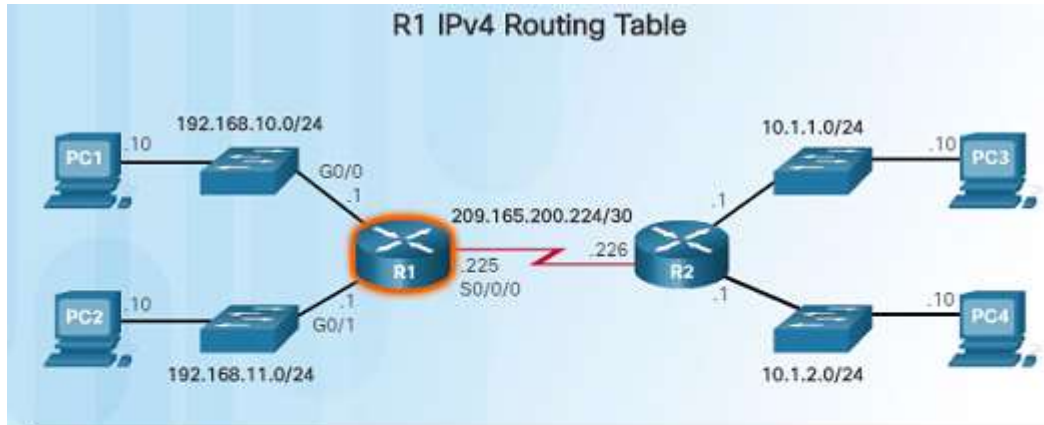 R1 IPv4 Routing Table
192.168.10.0/24
10.1.1.0/24
PC1
.10
G0/0
.1
.1
.10
PC3
209.165.200.224/30
R1
.225
S0/0/0
.226
R2
PC2
.10
.1
G0/1
.1
.10
PC4
192.168.11.0/24
10.1.2.0/24